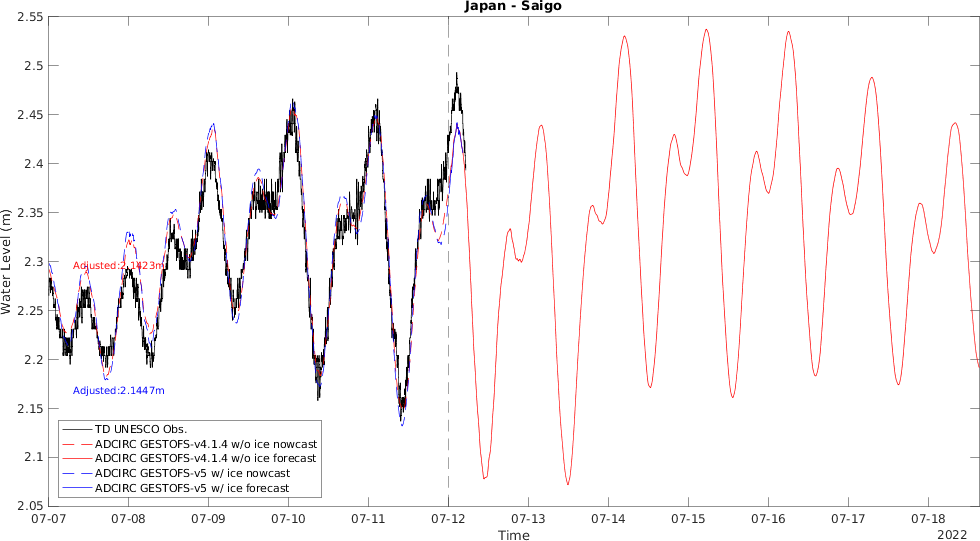 Japan - Saigo
2.55
2.5
2.45
2.4
2.35
2.3
2.25
2.2
2.15
2.1
2.05
Water Level (m)
Adjusted:2.1423m
Adjusted:2.1447m
TD UNESCO Obs.
ADCIRC GESTOFS-v4.1.4 w/o ice nowcast
ADCIRC GESTOFS-v4.1.4 w/o ice forecast
ADCIRC GESTOFS-v5 w/ ice nowcast
ADCIRC GESTOFS-v5 w/ ice forecast
07-07 07-08 07-09 07-10 07-11 07-12 07-13 07-14 07-15 07-16 07-17 07-18
Time
2022